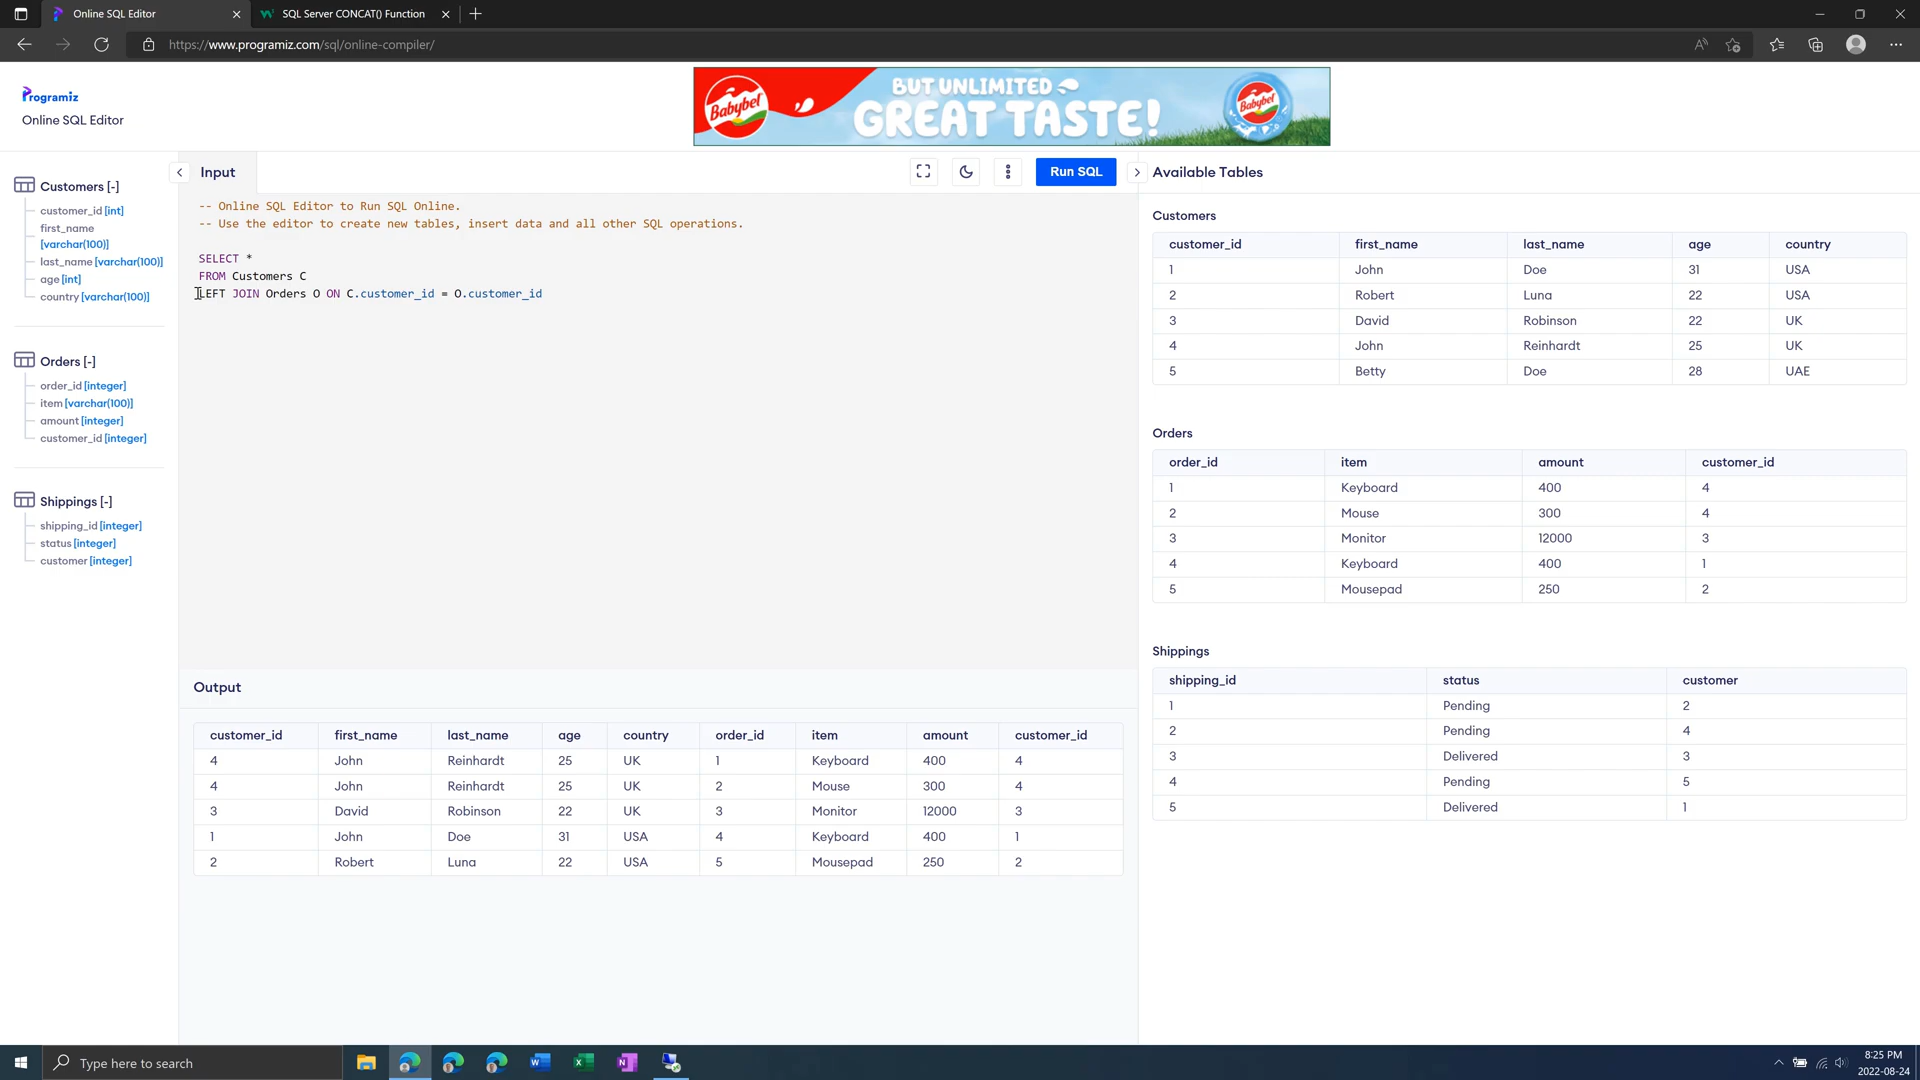 Online SQL Editor
SQL Server CONCAT() Function
https://www.programiz.com/sql/online-compiler/
Programiz
Online SQL Editor
Babybel
BUT UNLIMITED
GREAT TASTE!
Babybel
Customers [-]
customer_id [int]
first_name
[varchar(100)]
last_name [varchar(100)]
age [int]
country [varchar(100)]
Orders [-]
order_id [integer]
item [varchar(100)]
amount [integer]
customer_id [integer]
Shippings [-]
shipping_id [integer]
status [integer]
customer [integer]
Input
Run SQL
-- Online SQL Editor to Run SQL Online.
-- Use the editor to create new tables, insert data and all other SQL operations.
SELECT *
FROM Customers C
LEFT JOIN Orders O ON C.customer_id = O.customer_id
Output
customer_id first_name last_name age country order_id item amount customer_id
4 John Reinhardt 25 UK 1 Keyboard 400 4
4 John Reinhardt 25 UK 2 Mouse 300 4
3 David Robinson 22 UK 3 Monitor 12000 3
1 John Doe 31 USA 4 Keyboard 400 1
2 Robert Luna 22 USA 5 Mousepad 250 2
Available Tables
Customers
customer_id first_name last_name age country
1 John Doe 31 USA
2 Robert Luna 22 USA
3 David Robinson 22 UK
4 John Reinhardt 25 UK
5 Betty Doe 28 UAE
Orders
order_id item amount customer_id
1 Keyboard 400 4
2 Mouse 300 4
3 Monitor 12000 3
4 Keyboard 400 1
5 Mousepad 250 2
Shippings
shipping_id status customer
1 Pending 2
2 Pending 4
3 Delivered 3
4 Pending 5
5 Delivered 1
Type here to search
8:25 PM
2022-08-24